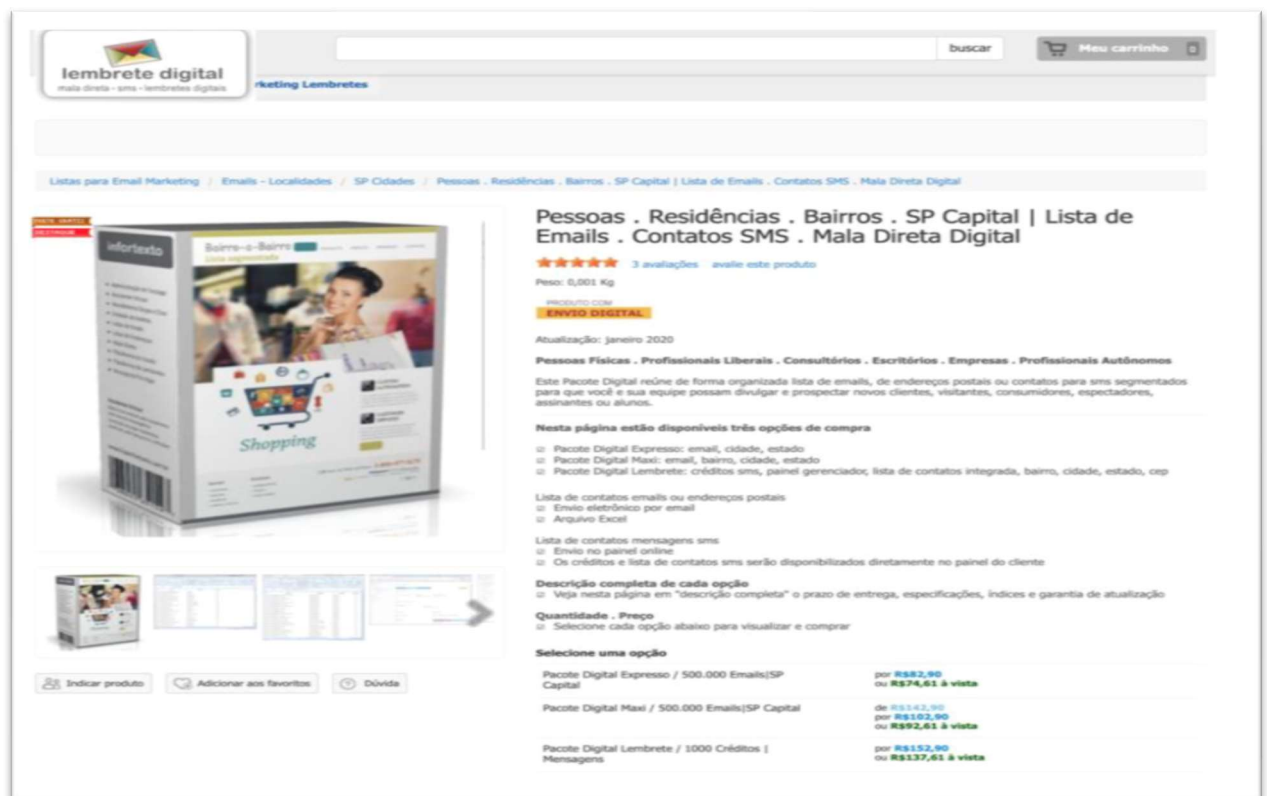 lembrete digital
mala direta - sms - lembretes digitais
buscar
Meu carrinho 0
rketing Lembretes
Listas para Email Marketing / Emails - Localidades / SP Cidades / Pessoas . Residências . Bairros . SP Capital | Lista de Emails . Contatos SMS . Mala Direta Digital
FRETE GRÁTIS
DESTAQUE
infortexto
Bairro-a-Bairro
Lista segmentada
Shopping
Indicar produto
Adicionar aos favoritos
Dúvida
Pessoas . Residências . Bairros . SP Capital | Lista de
Emails . Contatos SMS . Mala Direta Digital
3 avaliações avalie este produto
Peso: 0,001 Kg
PRODUTO COM
ENVIO DIGITAL
Atualização: janeiro 2020
Pessoas Físicas . Profissionais Liberais . Consultórios . Escritórios . Empresas . Profissionais Autônomos
Este Pacote Digital reúne de forma organizada lista de emails, de endereços postais ou contatos para sms segmentados
para que você e sua equipe possam divulgar e prospectar novos clientes, visitantes, consumidores, espectadores,
assinantes ou alunos.
Nesta página estão disponíveis três opções de compra
Pacote Digital Expresso: email, cidade, estado
Pacote Digital Maxi: email, bairro, cidade, estado
Pacote Digital Lembrete: créditos sms, painel gerenciador, lista de contatos integrada, bairro, cidade, estado, cep
Lista de contatos emails ou endereços postais
Envio eletrônico por email
Arquivo Excel
Lista de contatos mensagens sms
Envio no painel online
Os créditos e lista de contatos sms serão disponibilizados diretamente no painel do cliente
Descrição completa de cada opção
Veja nesta página em "descrição completa" o prazo de entrega, especificações, índices e garantia de atualização
Quantidade . Preço
Selecione cada opção abaixo para visualizar e comprar
Selecione uma opção
Pacote Digital Expresso / 500.000 Emails|SP
Capital
por R$82,90
ou R$74,61 à vista
Pacote Digital Maxi / 500.000 Emails|SP Capital
de R$142,90
por R$102,90
ou R$92,61 à vista
Pacote Digital Lembrete / 1000 Créditos |
Mensagens
por R$152,90
ou R$137,61 à vista